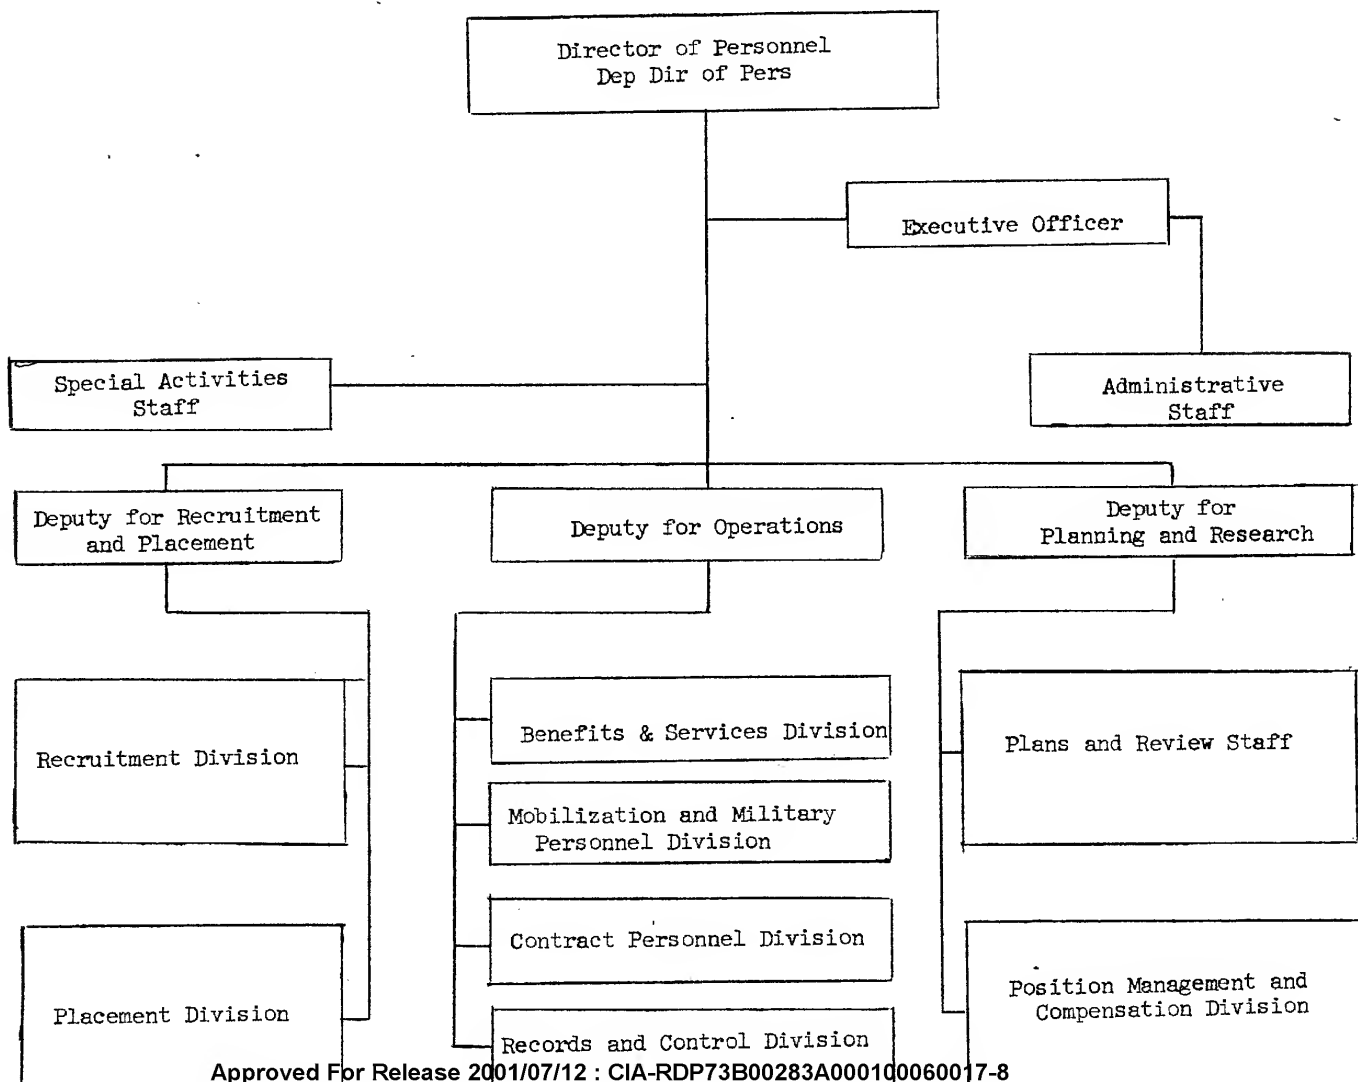 Director of Personnel
Dep Dir of Pers
Executive Officer
Special Activities
Staff
Administrative
Staff
Deputy for Recruitment
and Placement
Deputy for Operations
Deputy for
Planning and Research
Recruitment Division
Benefits & Services Division
Plans and Review Staff
Mobilization and Military
Personnel Division
Contract Personnel Division
Placement Division
Position Management and
Compensation Division
Records and Control Division
Approved For Release 2001/07/12 : CIA-RDP73B00283A000100060017-8